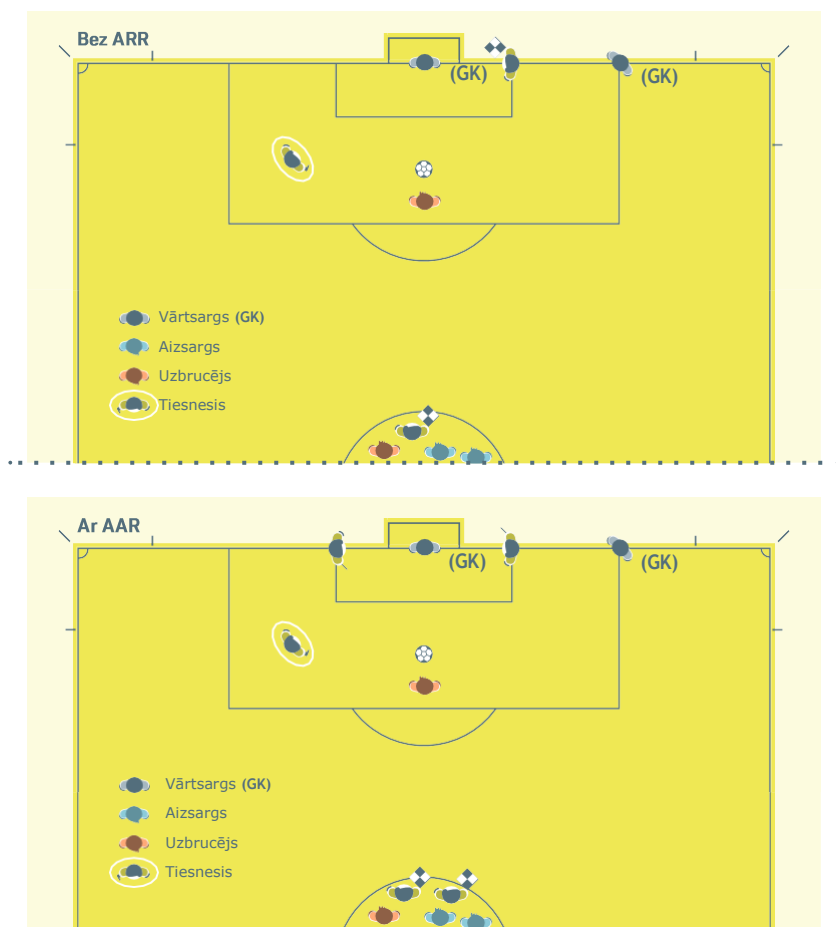 Bez ARR
(GK)
(GK)
Vārtsargs (GK)
Aizsargs
Uzbrucējs
Tiesnesis
Ar AAR
(GK)
(GK)
Vārtsargs (GK)
Aizsargs
Uzbrucējs
Tiesnesis